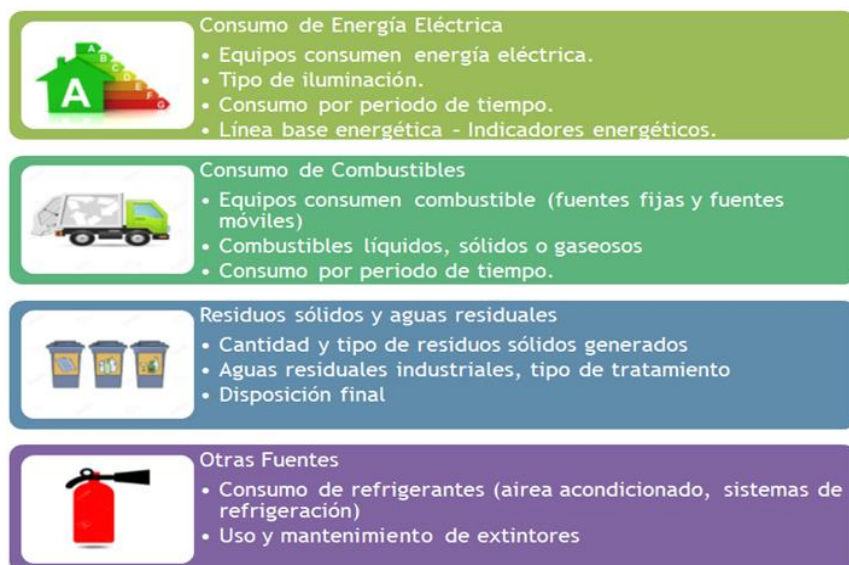 Consumo de Energía Eléctrica
• Equipos consumen energía eléctrica.
• Tipo de iluminación.
• Consumo por periodo de tiempo.
• Línea base energética – Indicadores energéticos.
A
B
C
D
E
F
G
A
Consumo de Combustibles
• Equipos consumen combustible (fuentes fijas y fuentes
móviles)
• Combustibles líquidos, sólidos o gaseosos
• Consumo por periodo de tiempo.
Residuos sólidos y aguas residuales
• Cantidad y tipo de residuos sólidos generados
• Aguas residuales industriales, tipo de tratamiento
• Disposición final
Otras Fuentes
• Consumo de refrigerantes (airea acondicionado, sistemas de
refrigeración)
• Uso y mantenimiento de extintores